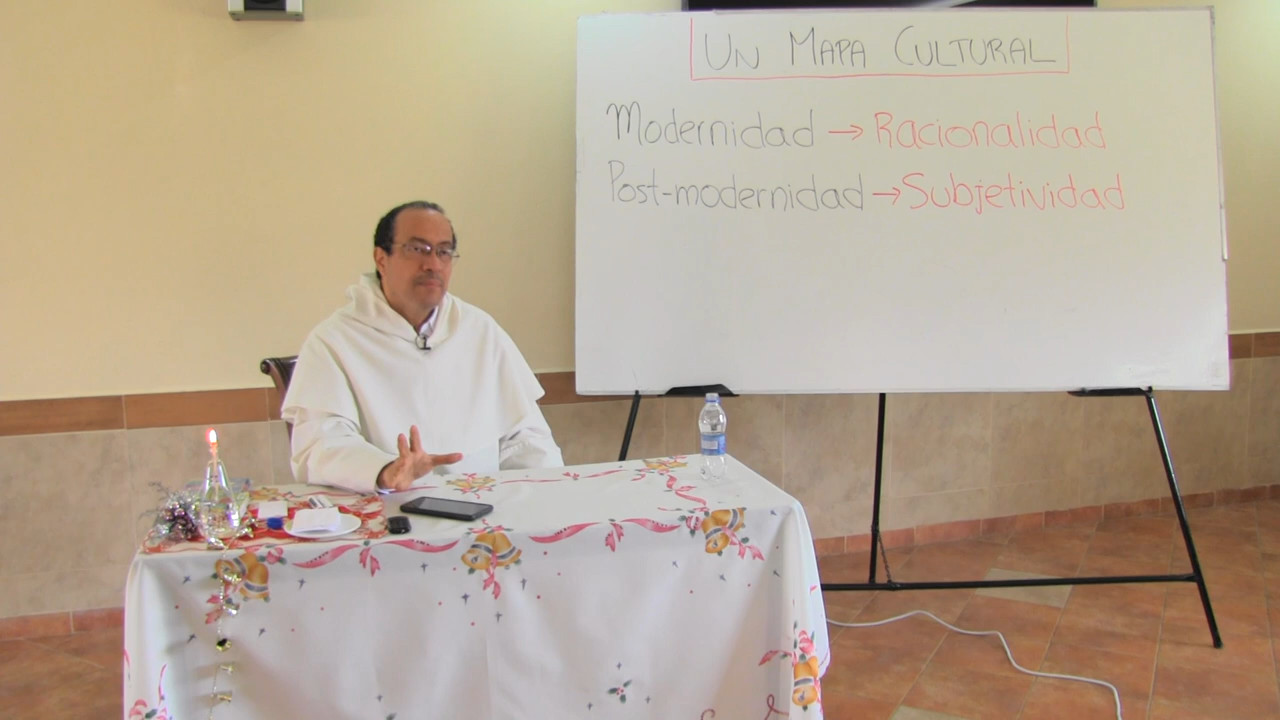 UN MAPA CULTURAL
Modernidad → Racionalidad
Post-modernidad → Subjetividad